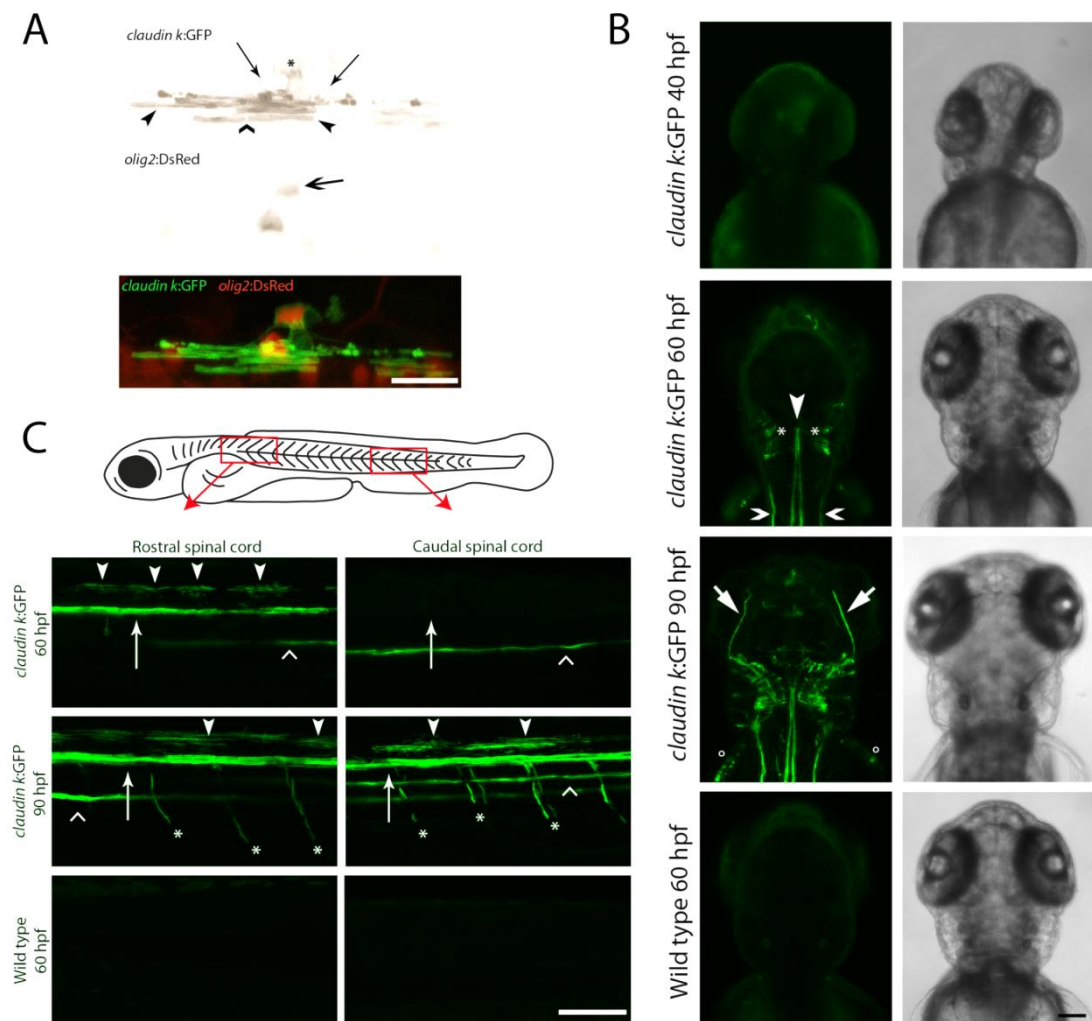 A
claudin k:GFP
*
olig2:DsRed
claudin k:GFP olig2:DsRed
B
claudin k:GFP 40 hpf
claudin k:GFP 60 hpf
* *
claudin k:GFP 90 hpf
° °
Wild type 60 hpf
C
Rostral spinal cord
Caudal spinal cord
claudin k:GFP
60 hpf
claudin k:GFP
90 hpf
* * *
* * *
Wild type
60 hpf